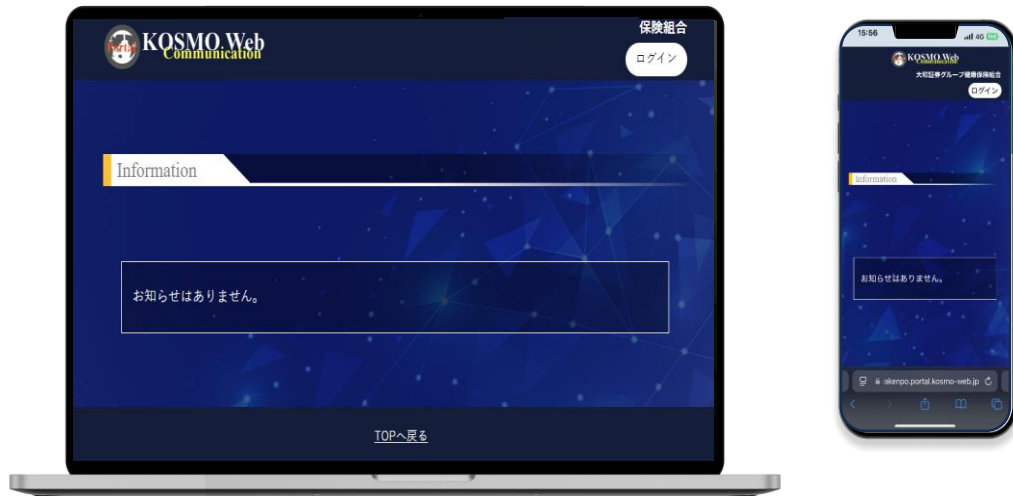 Portal
KOSMO Web
Communication
保険組合
ログイン
Information
お知らせはありません。
TOPへ戻る
15:56
4G
KOSMO Web
Communication
大和証券グループ健康保険組合
ログイン
Information
お知らせはありません。
akenpo.portal.kosmo-web.jp